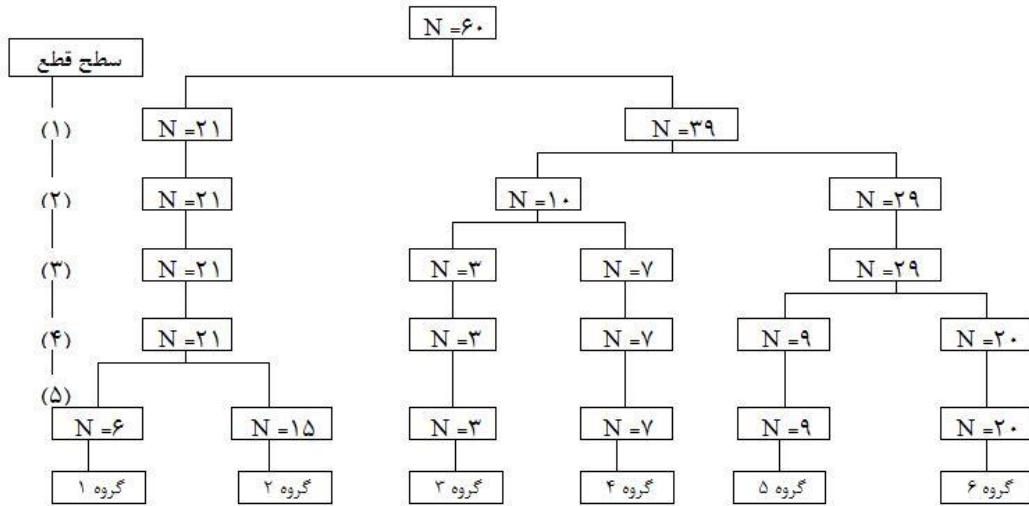 N =۶۰
سطح قطع
(۱) N =۲۱ N =۳۹
(۲) N =۲۱ N =۱۰ N =۲۹
(۳) N =۲۱ N =۳ N =۷ N =۲۹
(۴) N =۲۱ N =۳ N =۷ N =۹ N =۲۰
(۵)
N =۶ N =۱۵ N =۳ N =۷ N =۹ N =۲۰
گروه ۱ گروه ۲ گروه ۳ گروه ۴ گروه ۵ گروه ۶